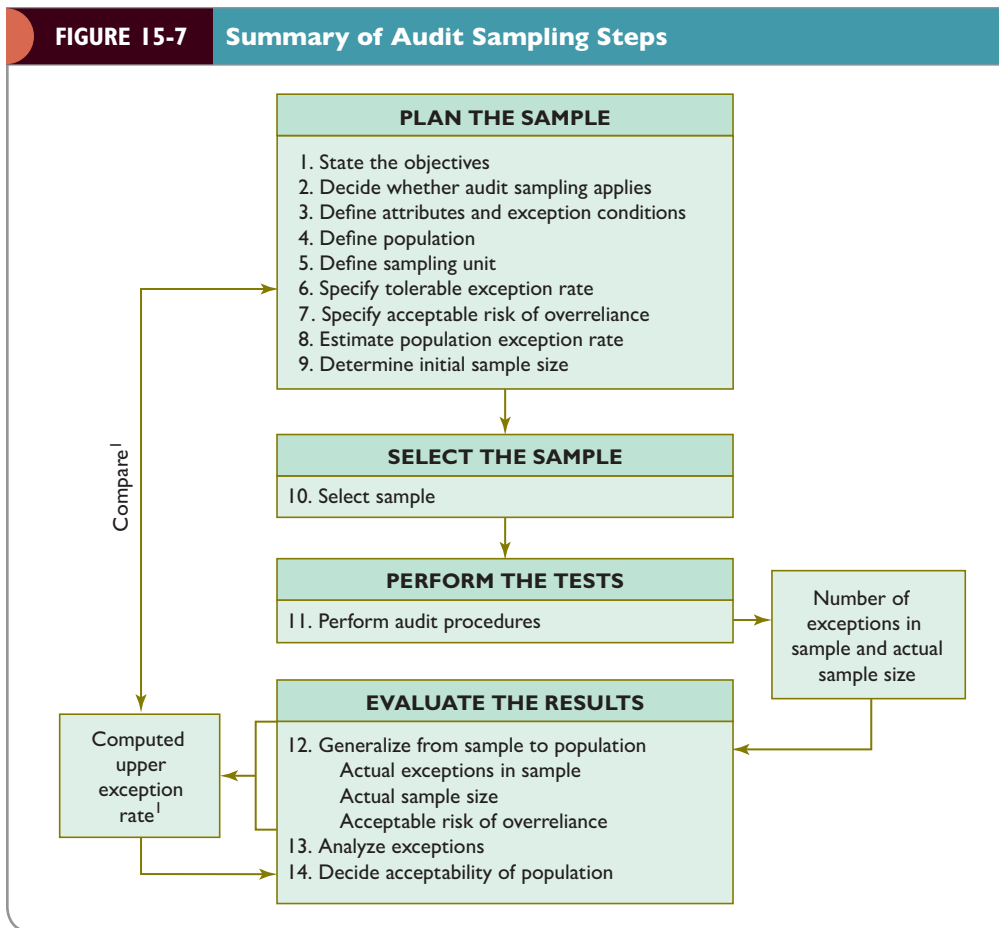 FIGURE 15-7 Summary of Audit Sampling Steps
PLAN THE SAMPLE
1. State the objectives
2. Decide whether audit sampling applies
3. Define attributes and exception conditions
4. Define population
5. Define sampling unit
6. Specify tolerable exception rate
7. Specify acceptable risk of overreliance
8. Estimate population exception rate
9. Determine initial sample size
Compare¹
SELECT THE SAMPLE
10. Select sample
PERFORM THE TESTS
11. Perform audit procedures
Number of
exceptions in
sample and actual
sample size
EVALUATE THE RESULTS
12. Generalize from sample to population
Actual exceptions in sample
Actual sample size
Acceptable risk of overreliance
13. Analyze exceptions
14. Decide acceptability of population
Computed
upper
exception
rate¹